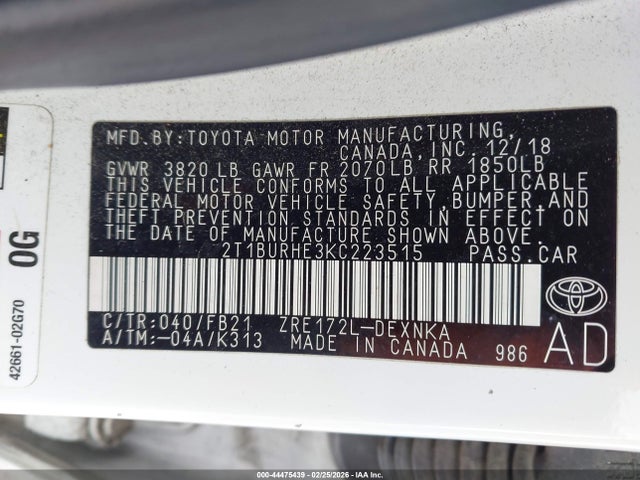 MFD. BY: TOYOTA MOTOR MANUFACTURING,
CANADA, INC. 12/18
GVWR 3820 LB GAWR FR 2070LB RR 1850LB
THIS VEHICLE CONFORMS TO ALL APPLICABLE
FEDERAL MOTOR VEHICLE SAFETY, BUMPER, AND
THEFT PREVENTION STANDARDS IN EFFECT ON
THE DATE OF MANUFACTURE SHOWN ABOVE.
2T1BURHE3KC223515 PASS. CAR
C/TR: 040/FB21 ZRE172L-DEXNKA
A/TM:-04A/K313 MADE IN CANADA 986
AD
0G
42661-02G70
000-44475439 - 02/25/2026 - IAA Inc.